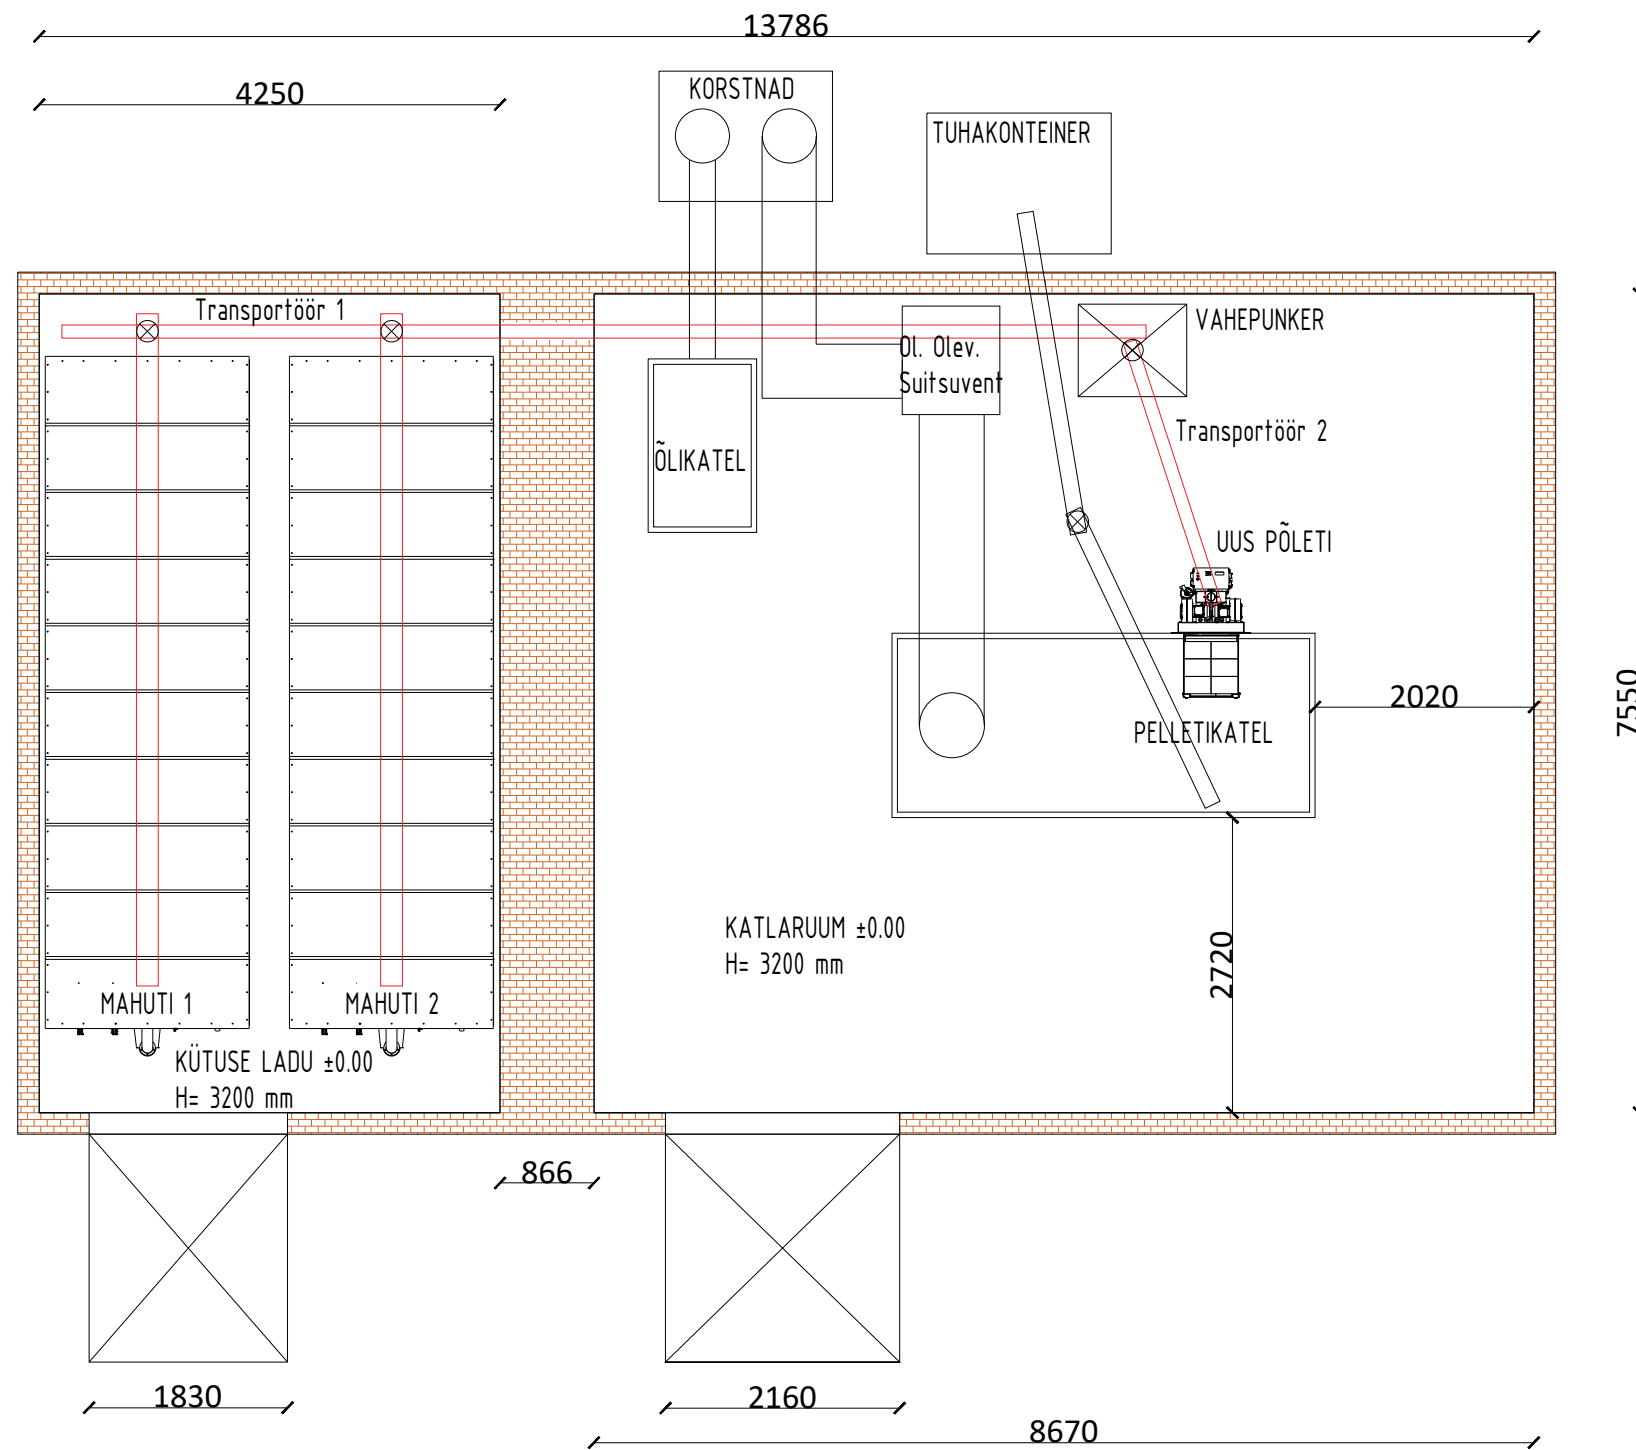 13786
4250
KORSTNAD
TUHAKONTEINER
Transportöör 1
VAHEPUNKER
Ol. Olev.
Suitsuvent
Transportöör 2
ÕLIKATEL
UUS PÕLETI
2020
7550
PELLETIKATEL
KATLARUUM ±0.00
H= 3200 mm
2720
MAHUTI 1
MAHUTI 2
KÜTUSE LADU ±0.00
H= 3200 mm
866
1830
2160
8670